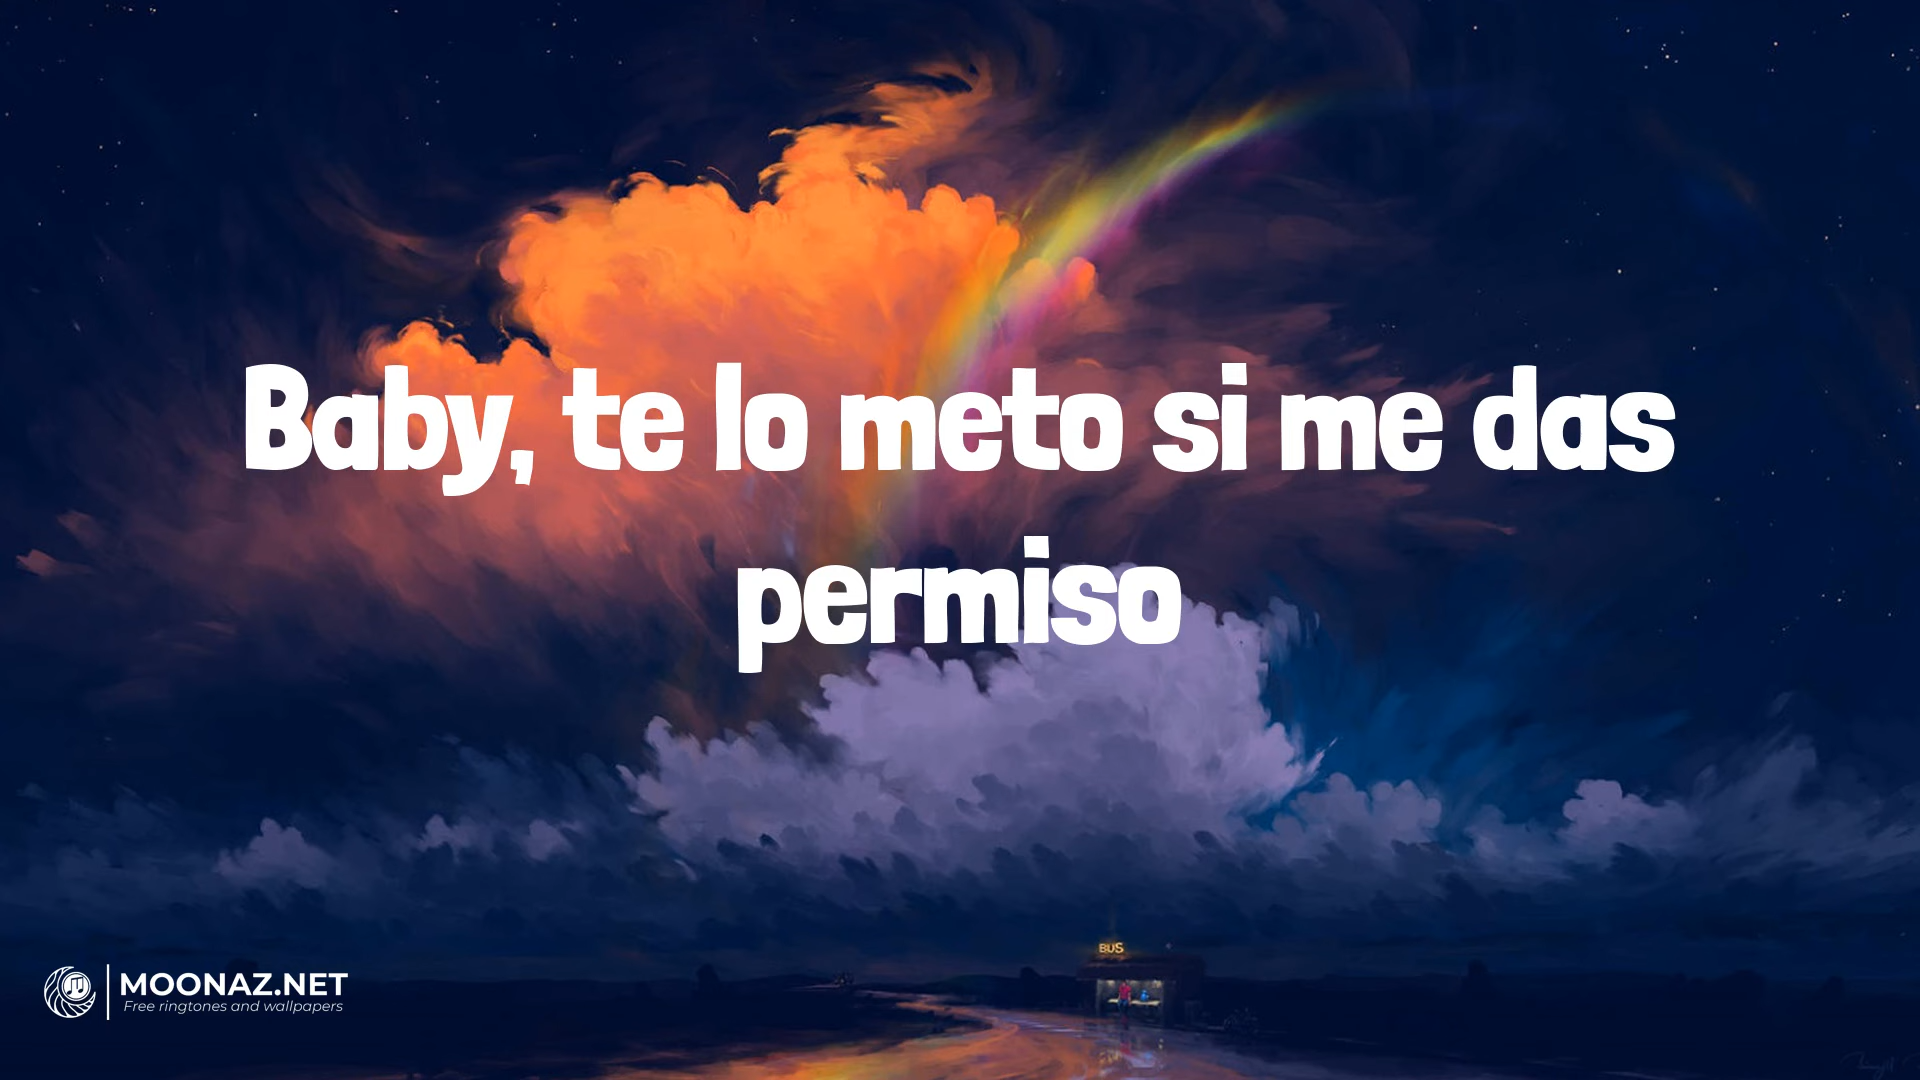 Baby, te lo meto si me das
permiso
BUS
MOONAZ.NET
Free ringtones and wallpapers